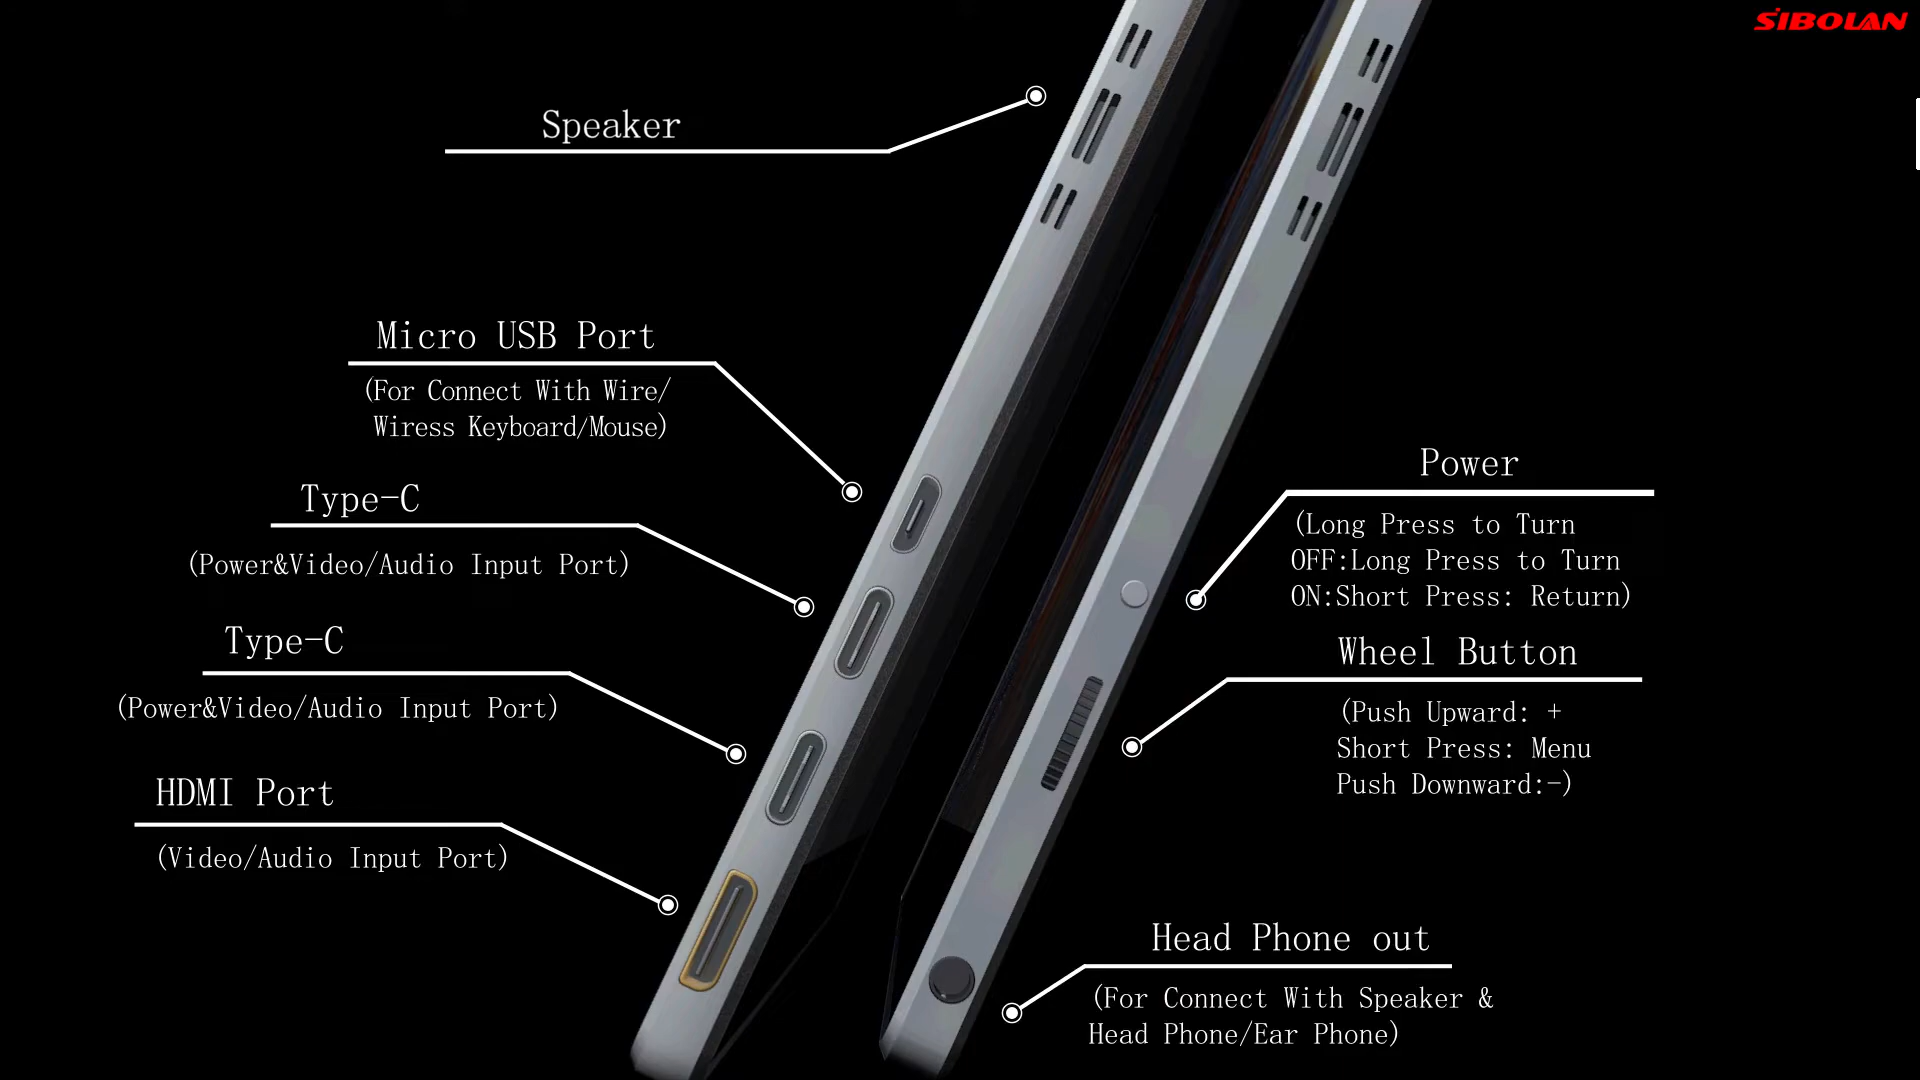 SIBOLAN
Speaker
Micro USB Port
(For Connect With Wire/
Wiress Keyboard/Mouse)
Type-C
(Power&Video/Audio Input Port)
Type-C
(Power&Video/Audio Input Port)
HDMI Port
(Video/Audio Input Port)
Power
(Long Press to Turn
OFF:Long Press to Turn
ON:Short Press: Return)
Wheel Button
(Push Upward: +
Short Press: Menu
Push Downward:-)
Head Phone out
(For Connect With Speaker &
Head Phone/Ear Phone)